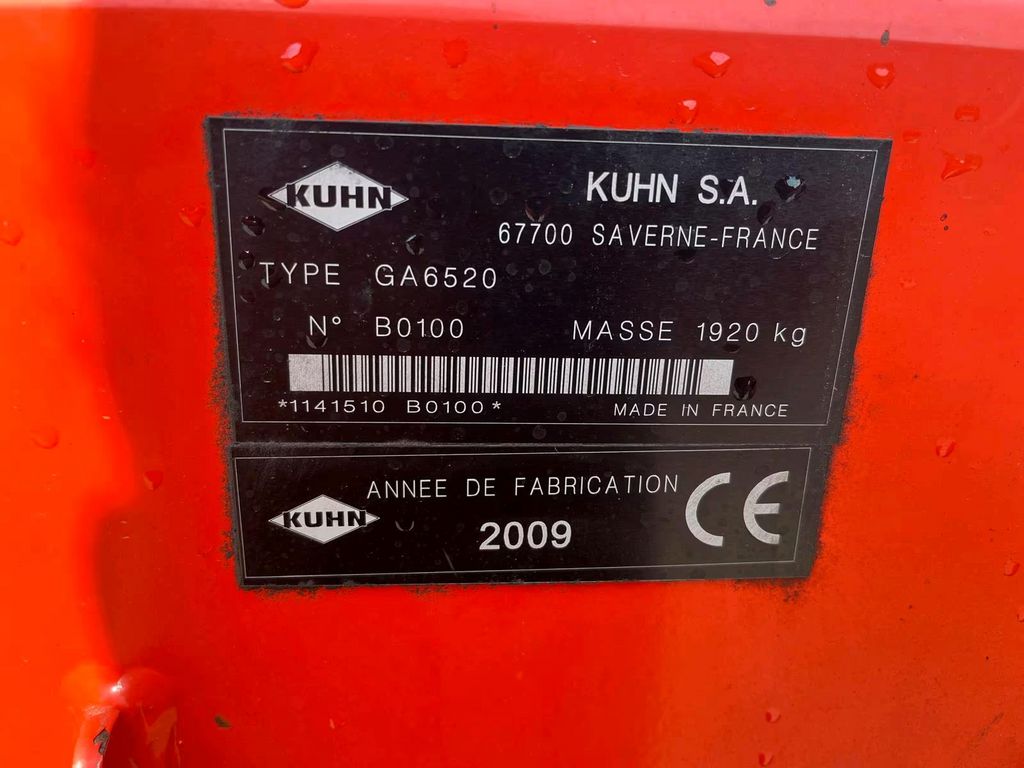 KUHN
KUHN S.A.
67700 SAVERNE-FRANCE
TYPE GA6520
N° B0100 MASSE 1920 kg
*1141510 B0100* MADE IN FRANCE
KUHN
ANNEE DE FABRICATION
2009
CE